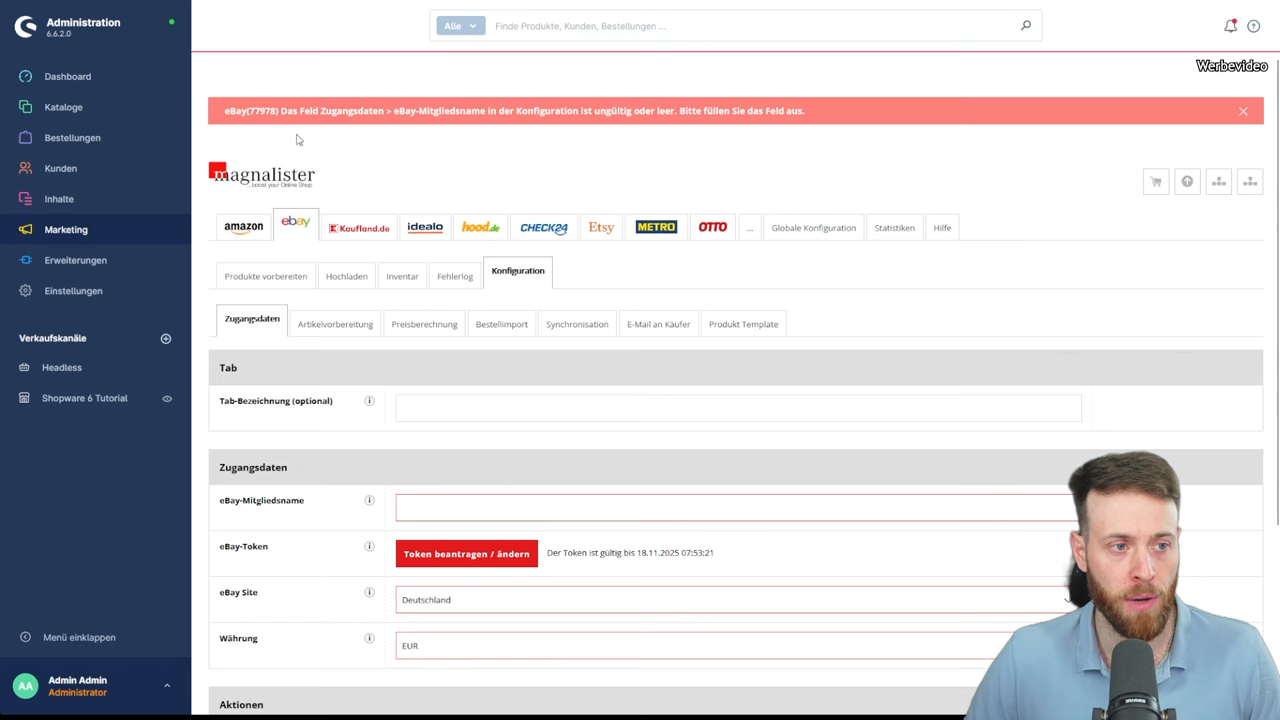 Administration
6.6.2.0
Alle
Finde Produkte, Kunden, Bestellungen ...
Werbevideo
Dashboard
Kataloge
Bestellungen
Kunden
Inhalte
Marketing
Erweiterungen
Einstellungen
Verkaufskanäle
Headless
Shopware 6 Tutorial
Menü einklappen
AA
Admin Admin
Administrator
eBay(77978) Das Feld Zugangsdaten > eBay-Mitgliedsname in der Konfiguration ist ungültig oder leer. Bitte füllen Sie das Feld aus.
magnalister
...boost your Online Shop
amazon
ebay
Kaufland.de
idealo
hood.de
CHECK24
Etsy
METRO
OTTO
...
Globale Konfiguration
Statistiken
Hilfe
Produkte vorbereiten
Hochladen
Inventar
Fehlerlog
Konfiguration
Zugangsdaten
Artikelvorbereitung
Preisberechnung
Bestellimport
Synchronisation
E-Mail an Käufer
Produkt Template
Tab
Tab-Bezeichnung (optional)
Zugangsdaten
eBay-Mitgliedsname
eBay-Token
Token beantragen / ändern
Der Token ist gültig bis 18.11.2025 07:53:21
eBay Site
Deutschland
Währung
EUR
Aktionen